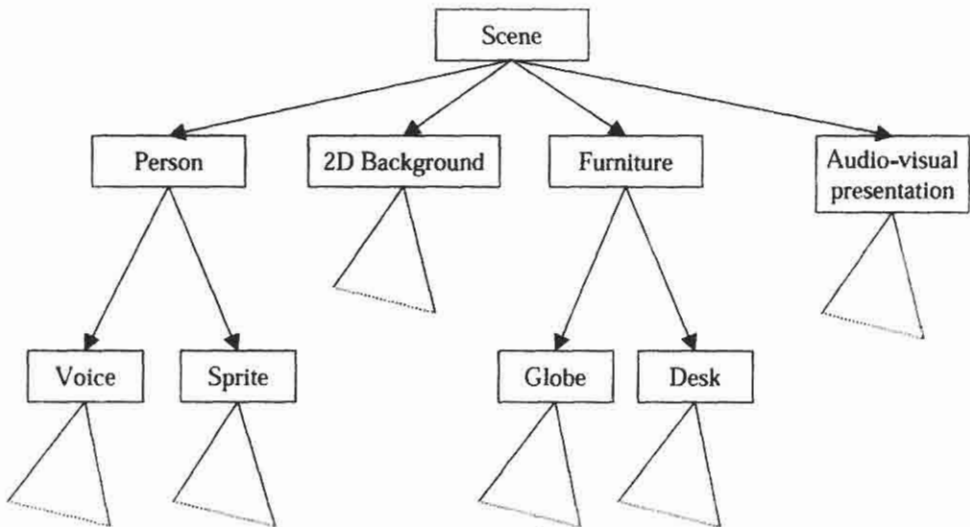 Scene
Person
2D Background
Furniture
Audio-visual
presentation
Voice
Sprite
Globe
Desk